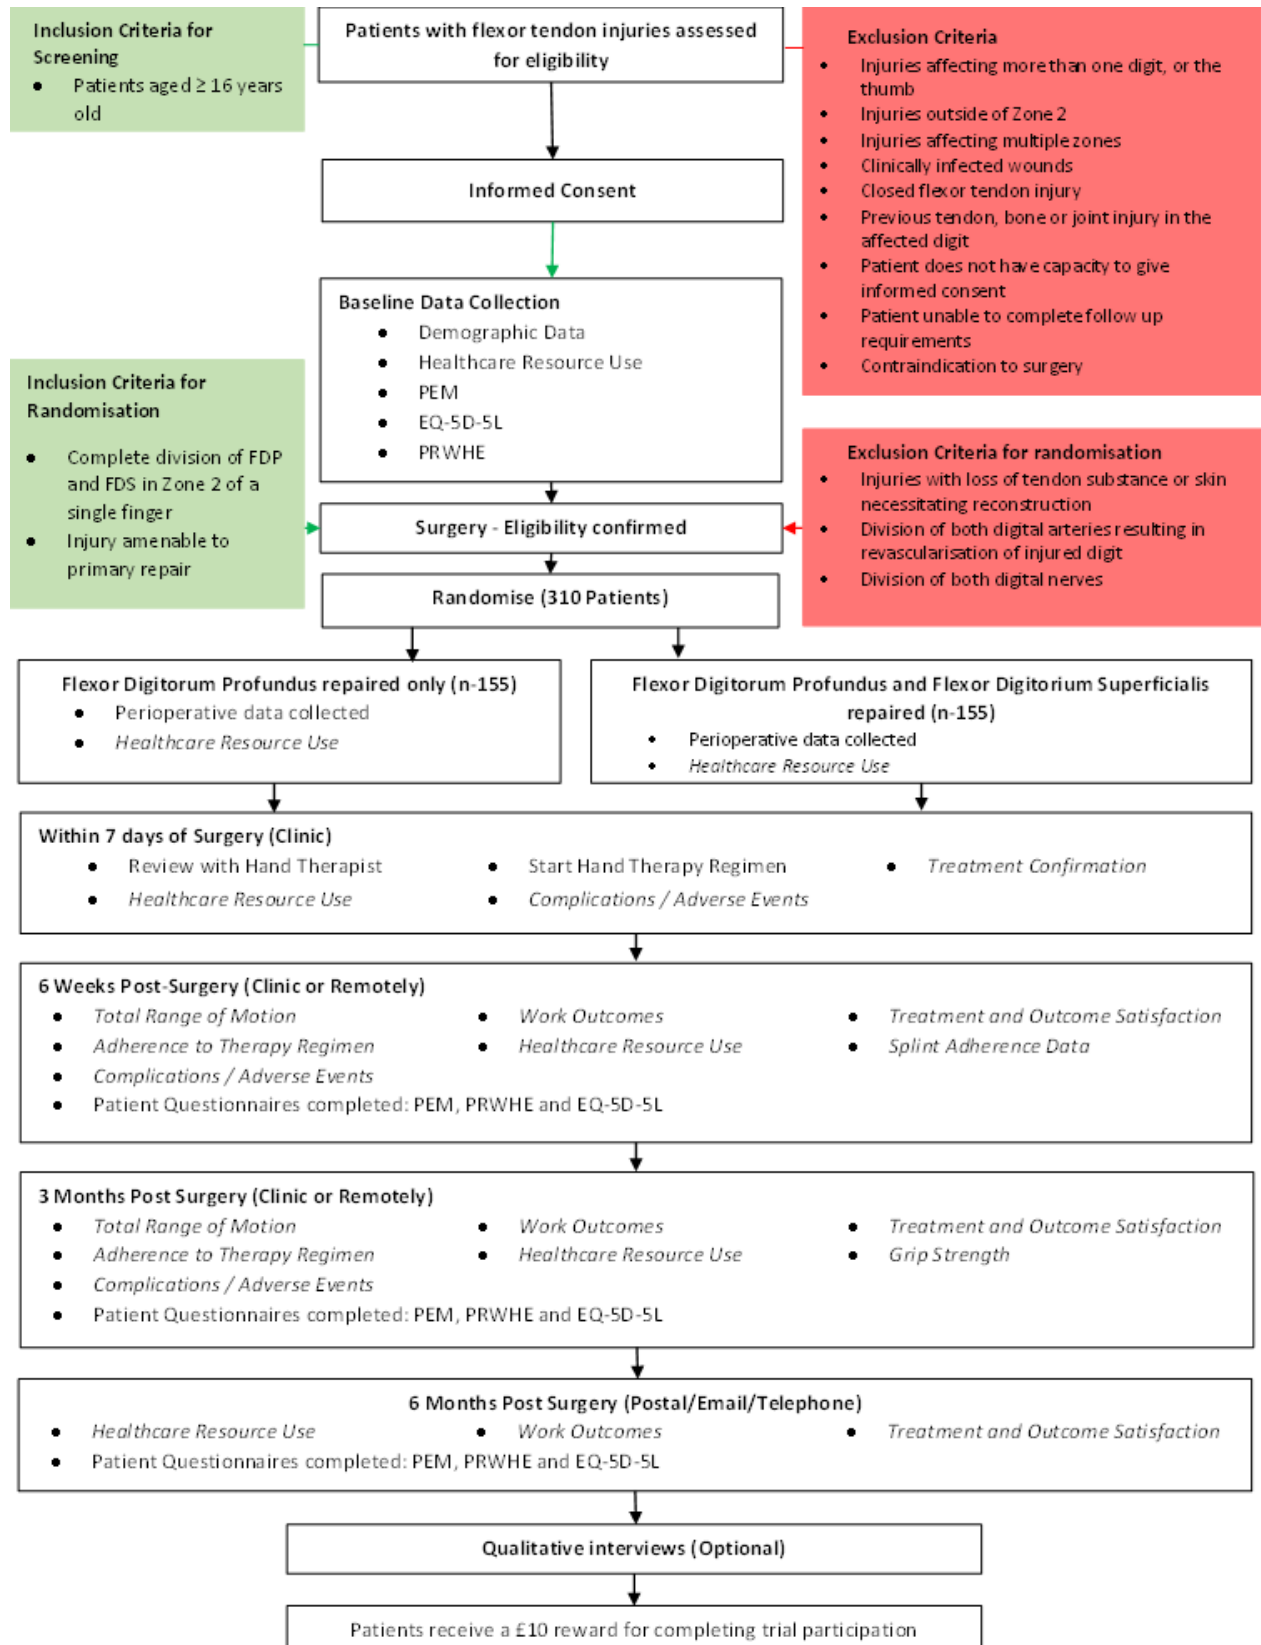 Inclusion Criteria for
Screening
● Patients aged ≥ 16 years
old
Patients with flexor tendon injuries assessed
for eligibility
Exclusion Criteria
• Injuries affecting more than one digit, or the
thumb
• Injuries outside of Zone 2
• Injuries affecting multiple zones
• Clinically infected wounds
• Closed flexor tendon injury
• Previous tendon, bone or joint injury in the
affected digit
• Patient does not have capacity to give
informed consent
• Patient unable to complete follow up
requirements
• Contraindication to surgery
Informed Consent
Baseline Data Collection
● Demographic Data
● Healthcare Resource Use
● PEM
● EQ-5D-5L
● PRWHE
Inclusion Criteria for
Randomisation
● Complete division of FDP
and FDS in Zone 2 of a
single finger
● Injury amenable to
primary repair
Exclusion Criteria for randomisation
• Injuries with loss of tendon substance or skin
necessitating reconstruction
• Division of both digital arteries resulting in
revascularisation of injured digit
• Division of both digital nerves
Surgery - Eligibility confirmed
Randomise (310 Patients)
Flexor Digitorum Profundus repaired only (n-155)
● Perioperative data collected
● Healthcare Resource Use
Flexor Digitorum Profundus and Flexor Digitorium Superficialis
repaired (n-155)
• Perioperative data collected
• Healthcare Resource Use
Within 7 days of Surgery (Clinic)
● Review with Hand Therapist ● Start Hand Therapy Regimen ● Treatment Confirmation
● Healthcare Resource Use ● Complications / Adverse Events
6 Weeks Post-Surgery (Clinic or Remotely)
● Total Range of Motion ● Work Outcomes ● Treatment and Outcome Satisfaction
● Adherence to Therapy Regimen ● Healthcare Resource Use ● Splint Adherence Data
● Complications / Adverse Events
● Patient Questionnaires completed: PEM, PRWHE and EQ-5D-5L
3 Months Post Surgery (Clinic or Remotely)
● Total Range of Motion ● Work Outcomes ● Treatment and Outcome Satisfaction
● Adherence to Therapy Regimen ● Healthcare Resource Use ● Grip Strength
● Complications / Adverse Events
● Patient Questionnaires completed: PEM, PRWHE and EQ-5D-5L
6 Months Post Surgery (Postal/Email/Telephone)
● Healthcare Resource Use ● Work Outcomes ● Treatment and Outcome Satisfaction
● Patient Questionnaires completed: PEM, PRWHE and EQ-5D-5L
Qualitative interviews (Optional)
Patients receive a £10 reward for completing trial participation